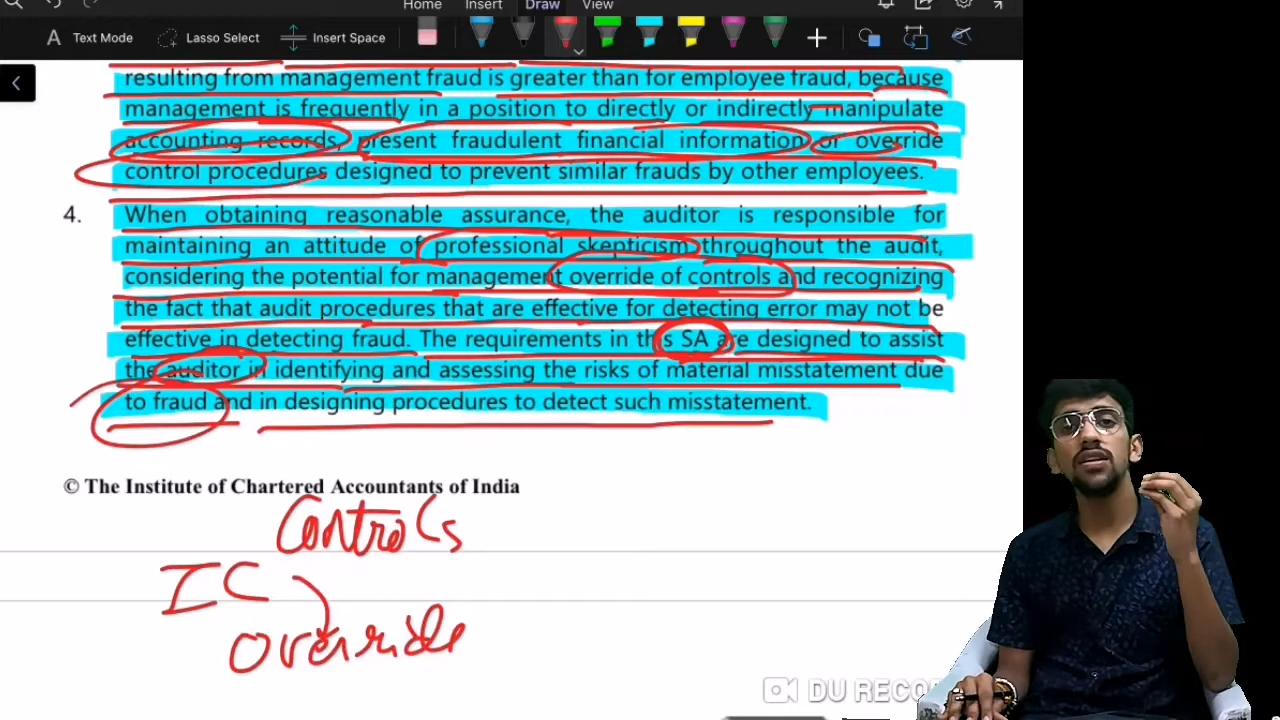 Home Insert Draw View
A Text Mode Lasso Select Insert Space
resulting from management fraud is greater than for employee fraud, because
management is frequently in a position to directly or indirectly manipulate
accounting records, present fraudulent financial information or override
control procedures designed to prevent similar frauds by other employees.
4. When obtaining reasonable assurance, the auditor is responsible for
maintaining an attitude of professional skepticism throughout the audit,
considering the potential for management override of controls and recognizing
the fact that audit procedures that are effective for detecting error may not be
effective in detecting fraud. The requirements in this SA are designed to assist
the auditor in identifying and assessing the risks of material misstatement due
to fraud and in designing procedures to detect such misstatement.
© The Institute of Chartered Accountants of India
Controls
IC
override
DU RECO